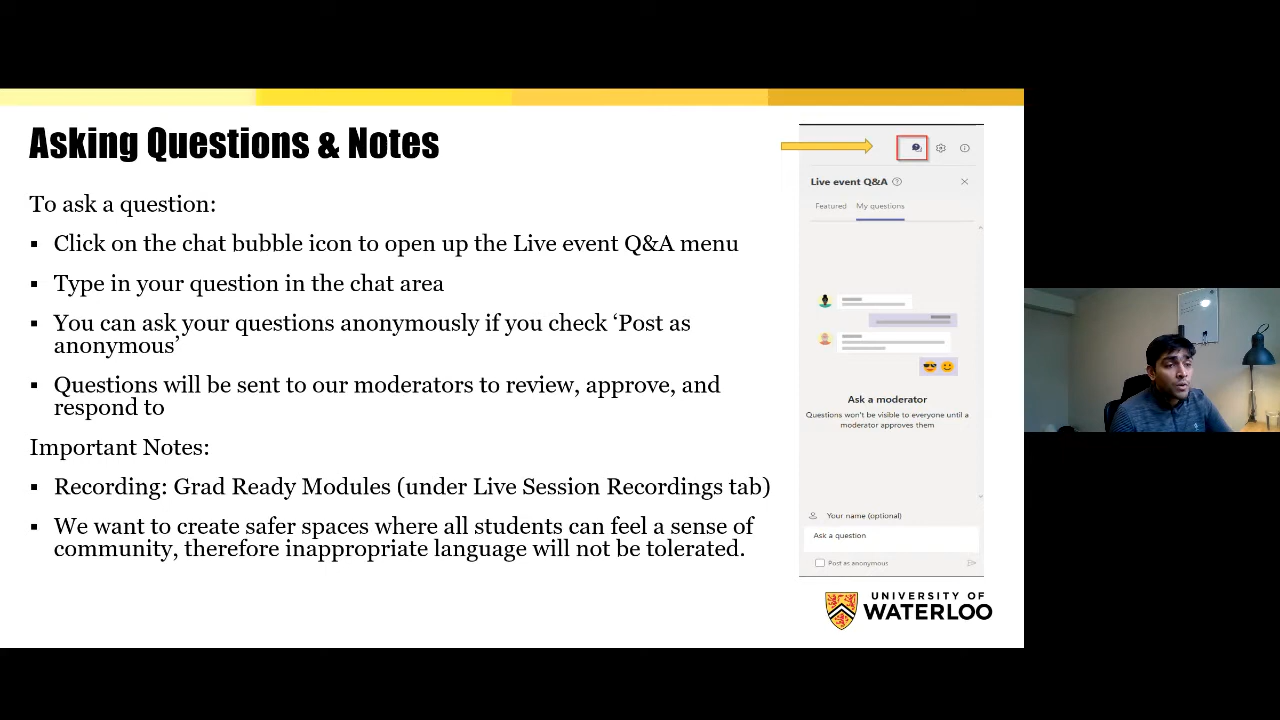 Asking Questions & Notes
To ask a question:
▪ Click on the chat bubble icon to open up the Live event Q&A menu
▪ Type in your question in the chat area
▪ You can ask your questions anonymously if you check ‘Post as
anonymous’
▪ Questions will be sent to our moderators to review, approve, and
respond to
Important Notes:
▪ Recording: Grad Ready Modules (under Live Session Recordings tab)
▪ We want to create safer spaces where all students can feel a sense of
community, therefore inappropriate language will not be tolerated.
Live event Q&A
Featured My questions
Ask a moderator
Questions won't be visible to everyone until a
moderator approves them
Your name (optional)
Ask a question
Post as anonymous
UNIVERSITY OF
WATERLOO